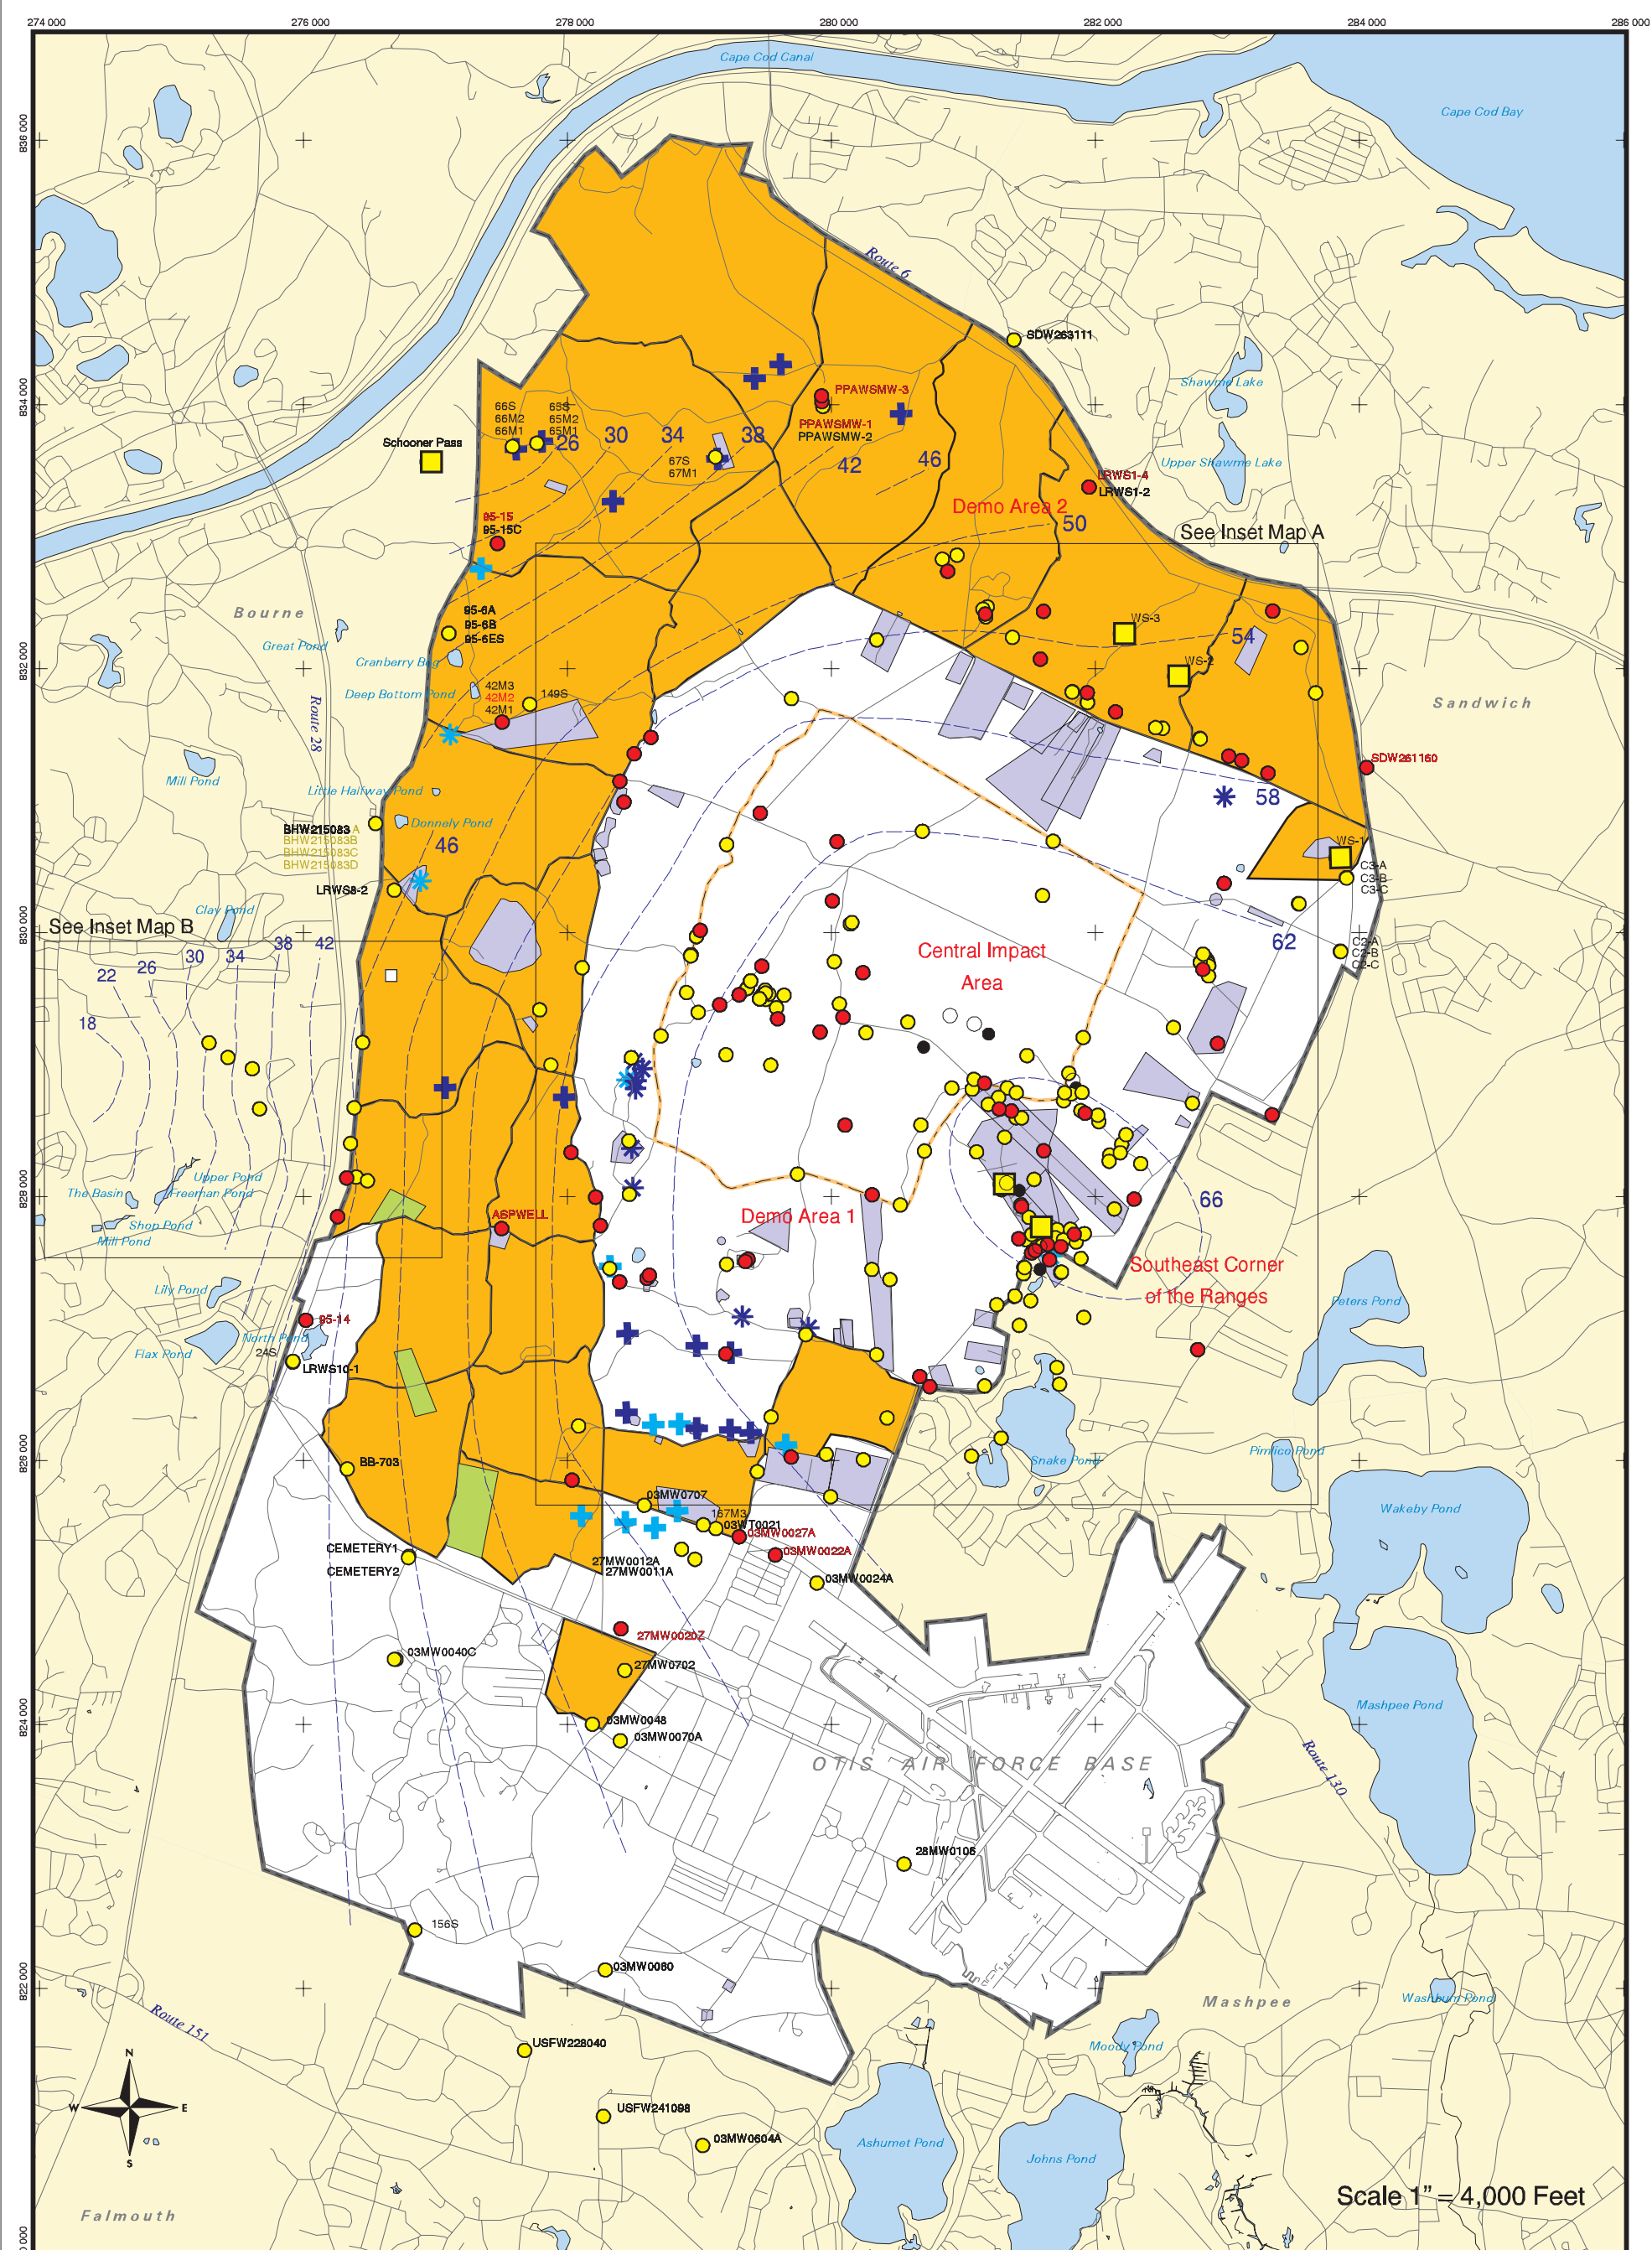 274 000
276 000
278 000
280 000
282 000
284 000
286 000
Cape Cod Canal
Cape Cod Bay
836 000
Route 6
SDW263111
Shawme Lake
834 000
PPAWSMW-3
66S
66M2
66M1
65S
65M2
65M1
PPAWSMW-1
PPAWSMW-2
Schooner Pass
26
30
34
38
42
46
67S
67M1
Upper Shawme Lake
LRWS1-4
LRWS1-2
Demo Area 2
50
See Inset Map A
95-15
95-15C
Bourne
95-6A
95-6B
95-6ES
WS-3
54
Great Pond
Cranberry Bog
832 000
WS-2
Deep Bottom Pond
42M3
42M2
42M1
149S
Sandwich
Route 28
SDW261160
Mill Pond
Little Halfway Pond
58
Donnely Pond
BHW215083
A
BHW215083B
BHW215083C
BHW215083D
46
WS-1
C3-A
C3-B
C3-C
LRWS8-2
Clay Pond
830 000
See Inset Map B
22
26
30
34
38
42
18
Central Impact
Area
62
C2-A
C2-B
C2-C
828 000
The Basin
Upper Pond
Freeman Pond
Shop Pond
Mill Pond
ASPWELL
Demo Area 1
66
Southeast Corner
of the Ranges
Lily Pond
Peters Pond
95-14
North Pond
Flax Pond
24S
LRWS10-1
826 000
BB-703
Snake Pond
Pimlico Pond
Wakeby Pond
03MW0707
167M3
03WT0021
03MW0027A
03MW0022A
CEMETERY1
CEMETERY2
27MW0012A
27MW0011A
03MW0024A
27MW0020Z
03MW0040C
27MW0702
824 000
03MW0048
03MW0070A
Mashpee Pond
OTIS AIR FORCE BASE
Route 130
28MW0106
156S
03MW0060
822 000
Mashpee
Washburn Pond
Route 151
USFW228040
Moody Pond
N
W
E
S
USFW241098
03MW0604A
Ashumet Pond
Johns Pond
Scale 1" = 4,000 Feet
Falmouth